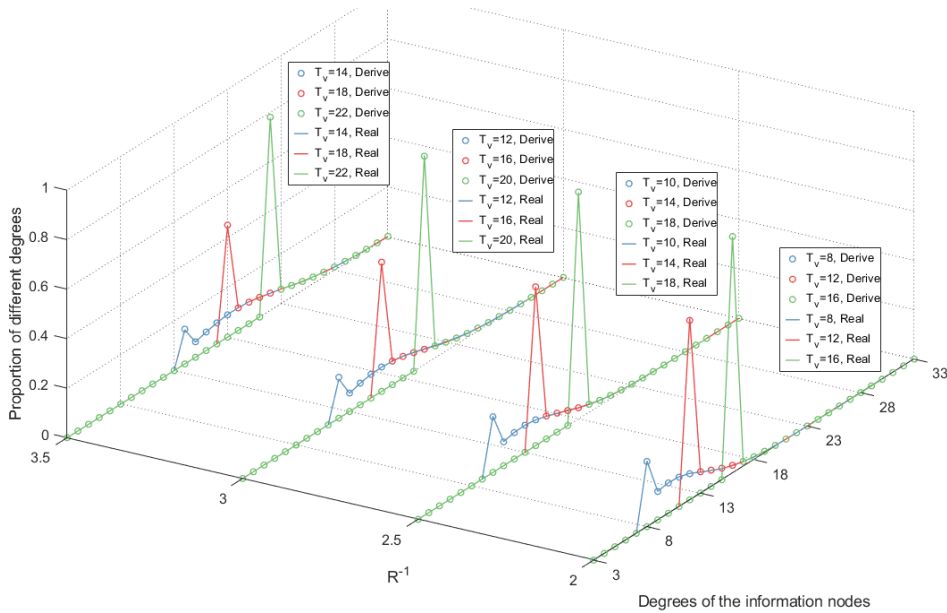 T_v=14, Derive
T_v=18, Derive
T_v=22, Derive
T_v=14, Real
T_v=18, Real
T_v=22, Real
T_v=12, Derive
T_v=16, Derive
T_v=20, Derive
T_v=12, Real
T_v=16, Real
T_v=20, Real
T_v=10, Derive
T_v=14, Derive
T_v=18, Derive
T_v=10, Real
T_v=14, Real
T_v=18, Real
T_v=8, Derive
T_v=12, Derive
T_v=16, Derive
T_v=8, Real
T_v=12, Real
T_v=16, Real
Proportion of different degrees
1
0.8
0.6
0.4
0.2
0
3.5
3
2.5
2
R^-1
3
8
13
18
23
28
33
Degrees of the information nodes